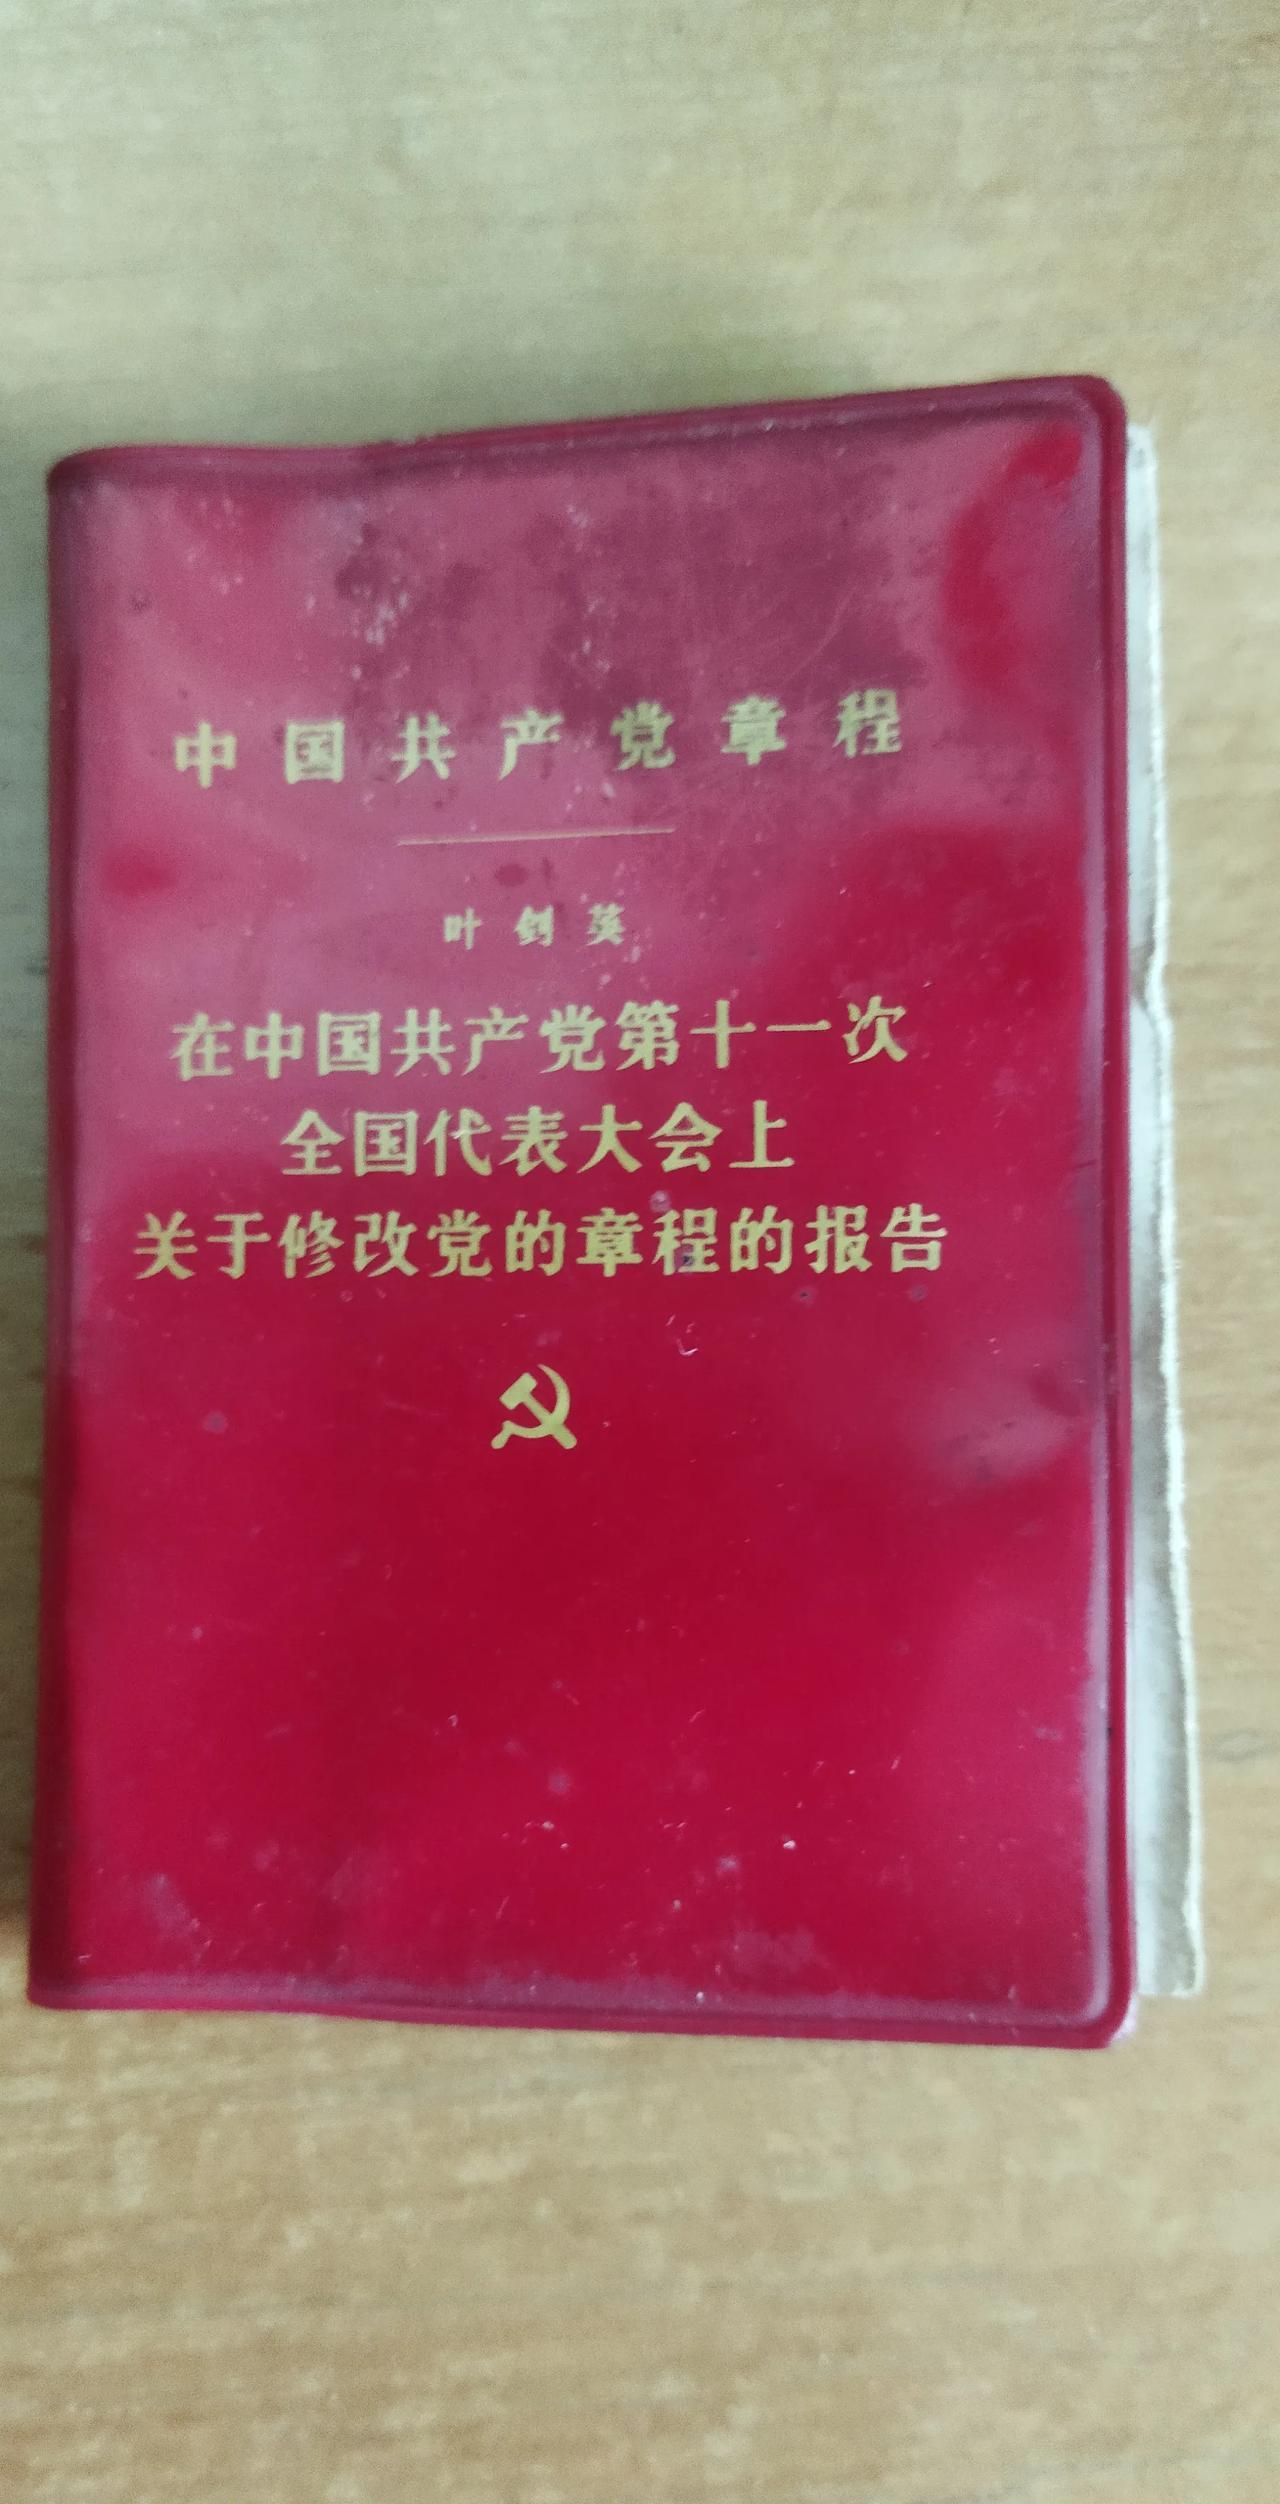 中国共产党章程
叶剑英
在中国共产党第十一次
全国代表大会上
关于修改党的章程的报告